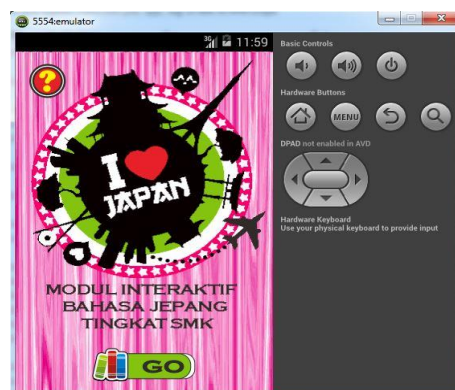 5554:emulator
3G 11:59
?
I
JAPAN
MODUL INTERAKTIF
BAHASA JEPANG
TINGKAT SMK
GO
Basic Controls
Hardware Buttons
MENU
DPAD not enabled in AVD
Hardware Keyboard
Use your physical keyboard to provide input